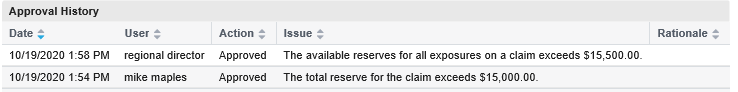 Approval History
Date User Action Issue Rationale
10/19/2020 1:58 PM regional director Approved The available reserves for all exposures on a claim exceeds $15,500.00.
10/19/2020 1:54 PM mike maples Approved The total reserve for the claim exceeds $15,000.00.